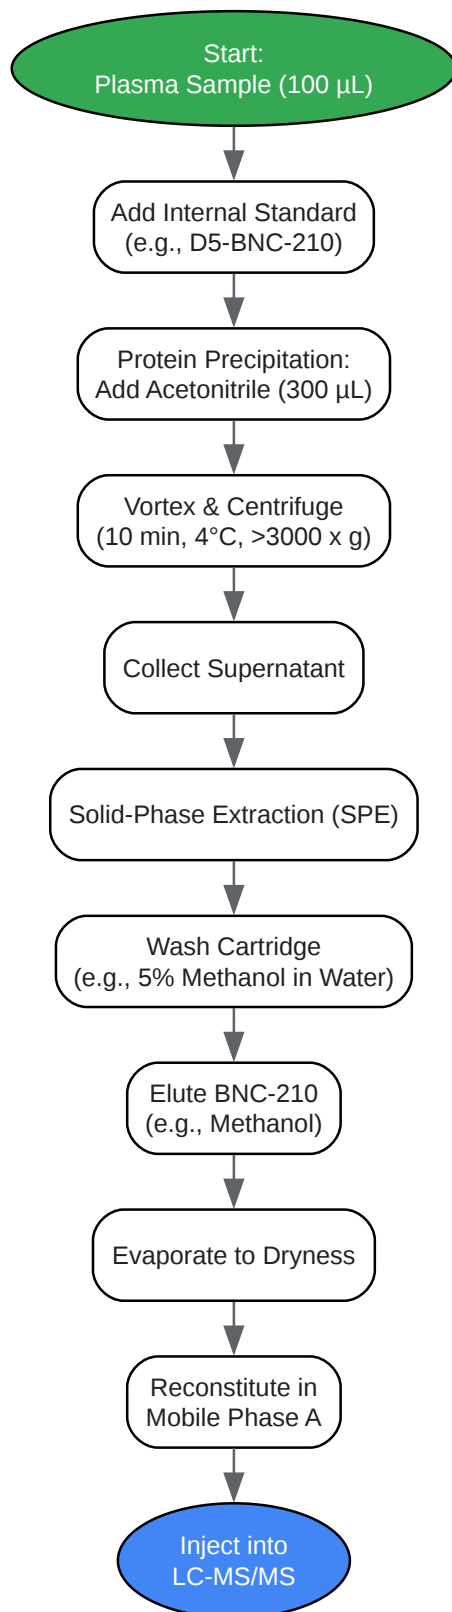 Start:
Plasma Sample (100 µL)
Add Internal Standard
(e.g., D5-BNC-210)
Protein Precipitation:
Add Acetonitrile (300 µL)
Vortex & Centrifuge
(10 min, 4°C, >3000 x g)
Collect Supernatant
Solid-Phase Extraction (SPE)
Wash Cartridge
(e.g., 5% Methanol in Water)
Elute BNC-210
(e.g., Methanol)
Evaporate to Dryness
Reconstitute in
Mobile Phase A
Inject into
LC-MS/MS